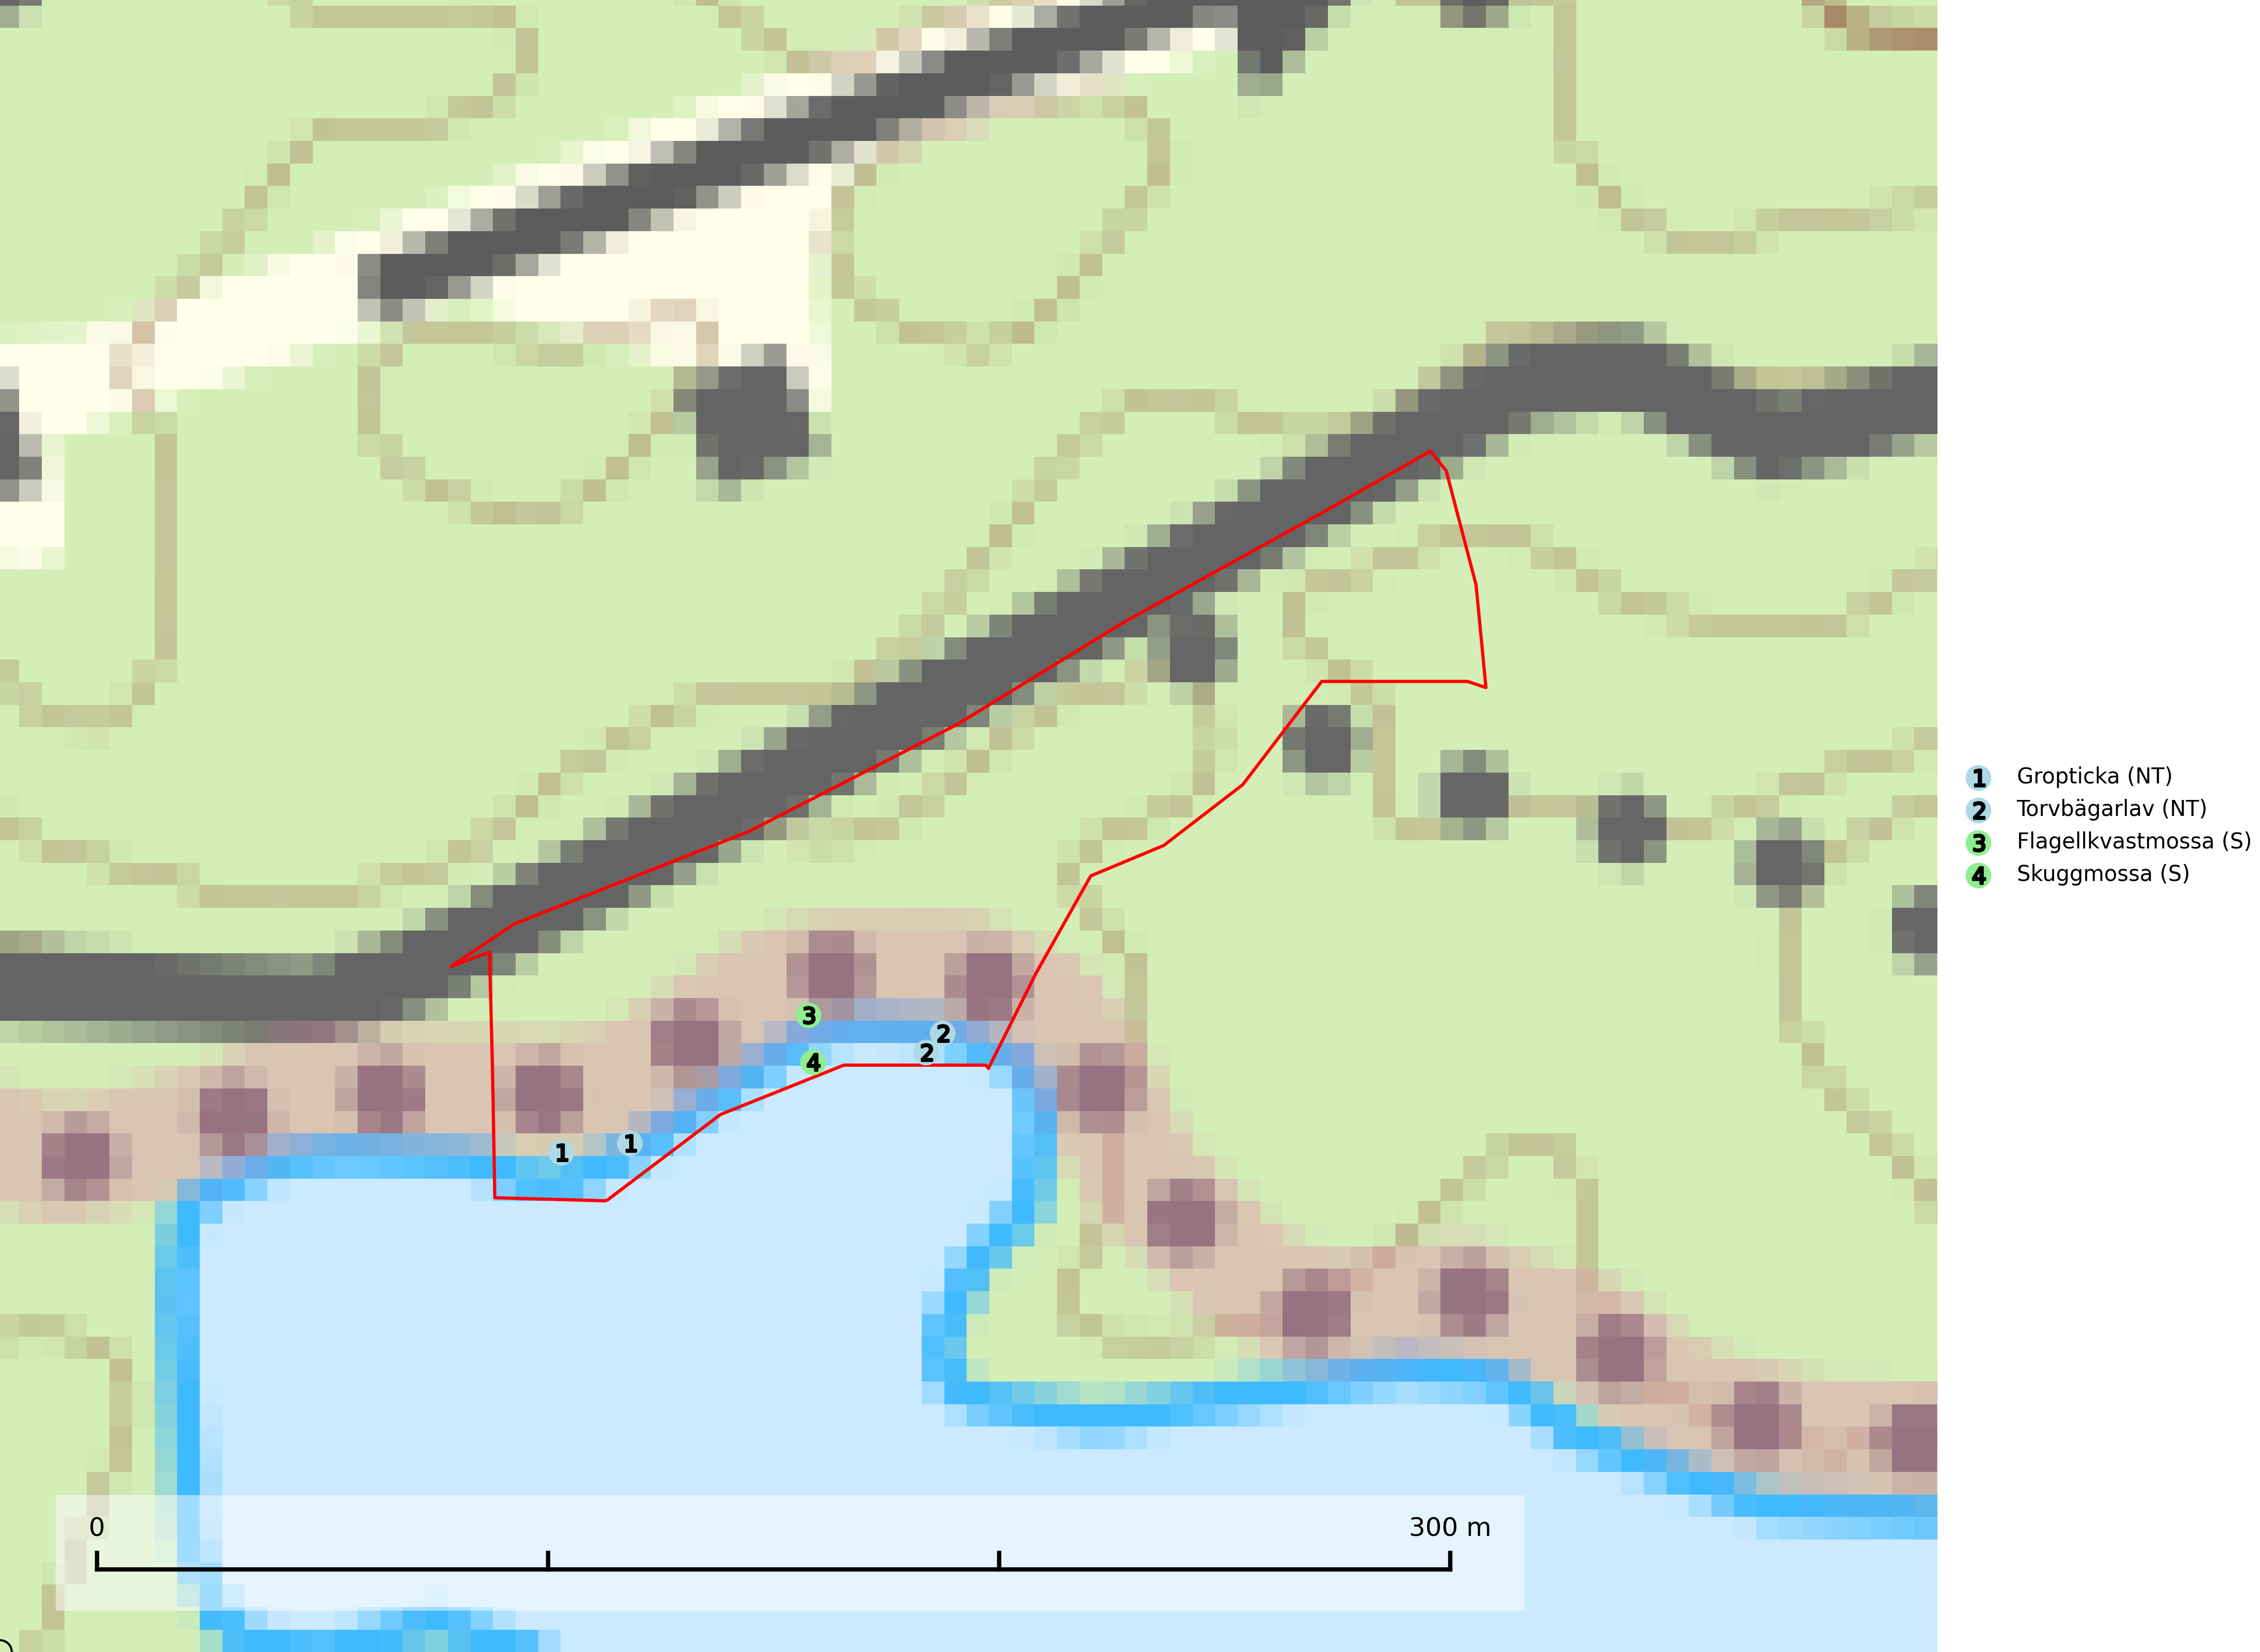 1 Gropticka (NT)
2 Torvbägarlav (NT)
3 Flagellkvastmossa (S)
4 Skuggmossa (S)
3
2
2
4
1
1
0
300 m